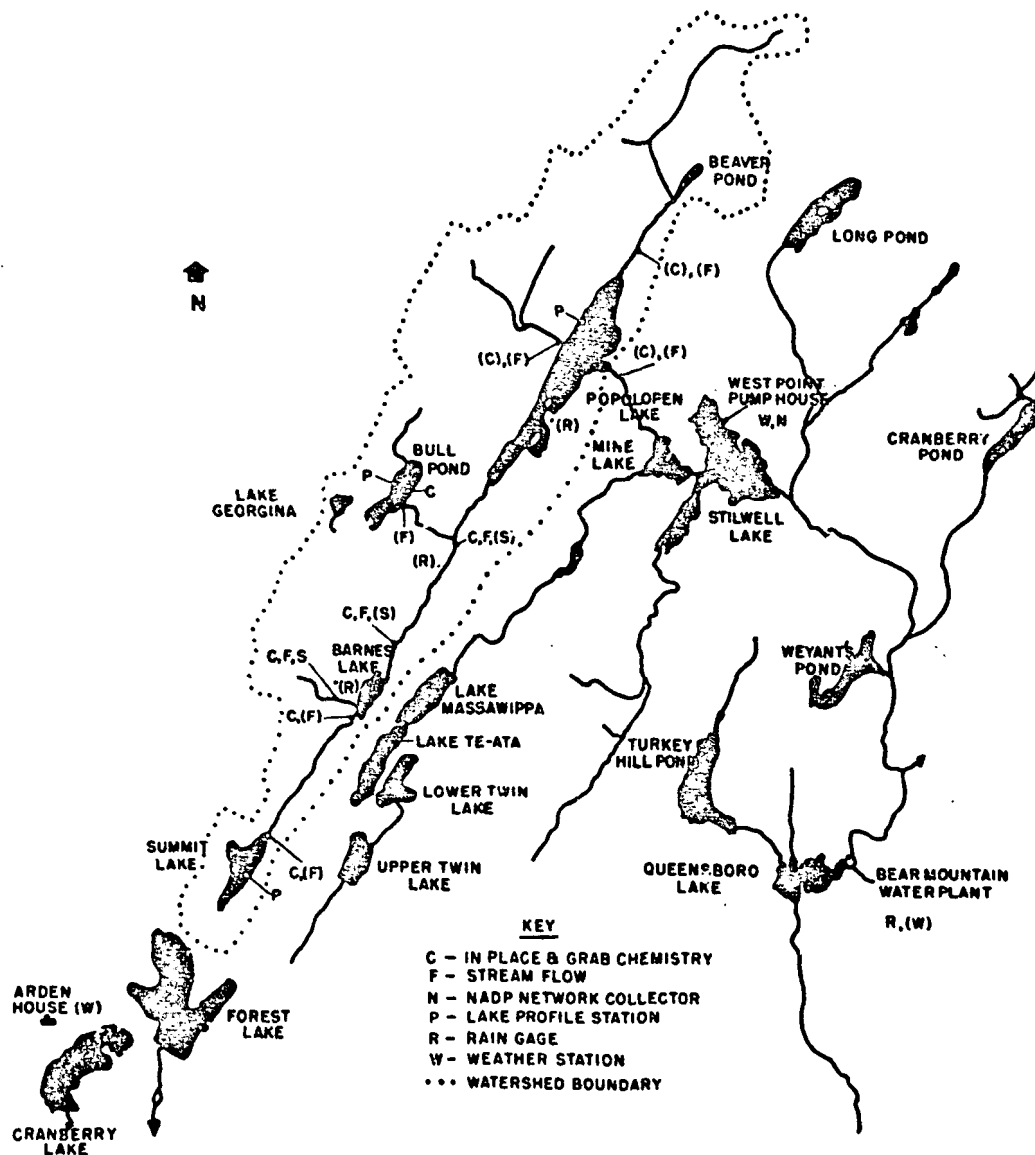 BEAVER
POND
LONG POND
(C),(F)
N
P
(C),(F)
(C),(F)
WEST POINT
PUMP HOUSE
W,N
POPOLOFEN
LAKE
(R)
MINE
LAKE
CRANBERRY
POND
BULL
POND
P
C
LAKE
GEORGINA
STILWELL
LAKE
(F)
C,F,(S)
(R)
C,F,(S)
BARNES
LAKE
C,F,S
(R)
WEYANTS
POND
LAKE
MASSAWIPPA
C,(F)
LAKE TE-ATA
TURKEY
HILL POND
LOWER TWIN
LAKE
SUMMIT
LAKE
C,(F)
P
UPPER TWIN
LAKE
QUEENSBORO
LAKE
BEAR MOUNTAIN
WATER PLANT
R,(W)
KEY
C - IN PLACE & GRAB CHEMISTRY
F - STREAM FLOW
N - NADP NETWORK COLLECTOR
P - LAKE PROFILE STATION
R - RAIN GAGE
W - WEATHER STATION
••• WATERSHED BOUNDARY
ARDEN
HOUSE (W)
FOREST
LAKE
CRANBERRY
LAKE